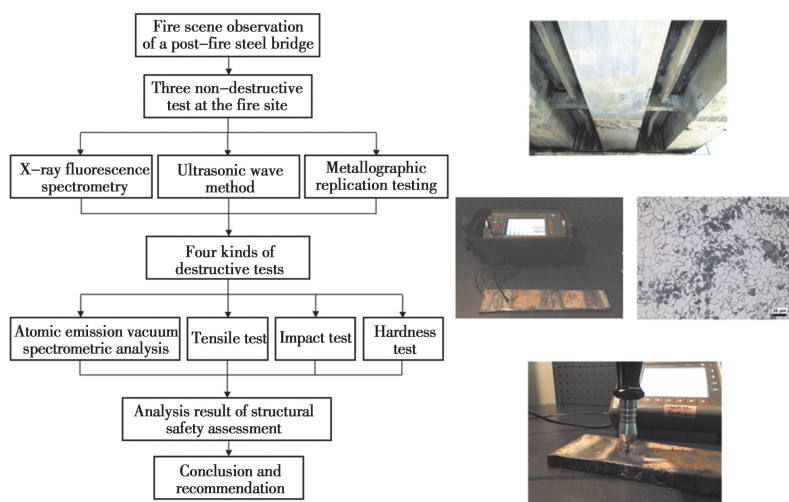 Fire scene observation
of a post-fire steel bridge
Three non-destructive
test at the fire site
X-ray fluorescence
spectrometry
Ultrasonic wave
method
Metallographic
replication testing
Four kinds of
destructive tests
Atomic emission vacuum
spectrometric analysis
Tensile test
Impact test
Hardness
test
Analysis result of structural
safety assessment
Conclusion and
recommendation
20 μm